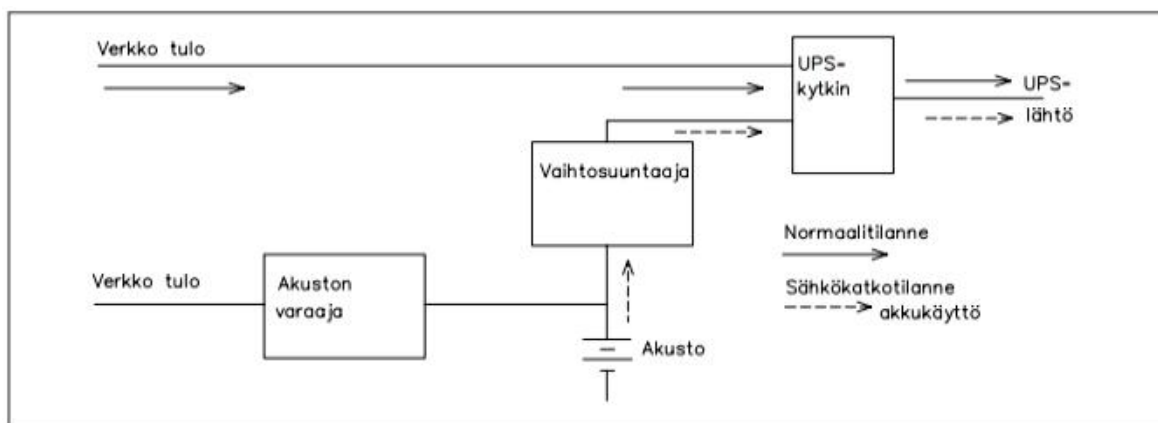 Verkko tulo
UPS-
kytkin
UPS-
lähtö
Vaihtosuuntaaja
Normaalitilanne
Verkko tulo
Akuston
varaaja
Sähkökatkotilanne
akkukäyttö
Akusto